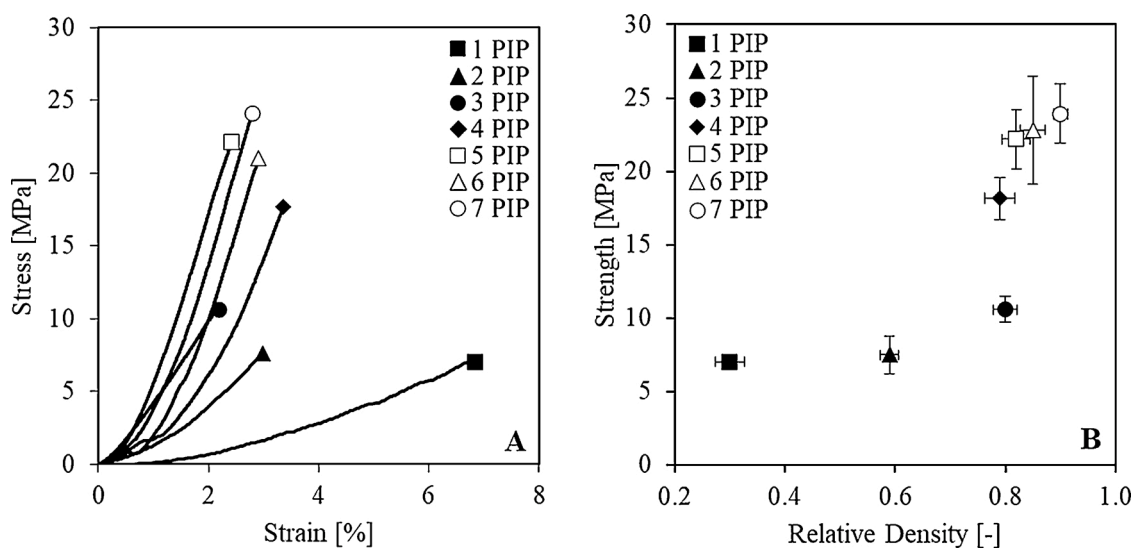 30
25
20
15
10
5
0
Stress [MPa]
0
2
4
6
8
Strain [%]
1 PIP
2 PIP
3 PIP
4 PIP
5 PIP
6 PIP
7 PIP
A
30
25
20
15
10
5
0
Strength [MPa]
0.2
0.4
0.6
0.8
1.0
Relative Density [-]
1 PIP
2 PIP
3 PIP
4 PIP
5 PIP
6 PIP
7 PIP
B